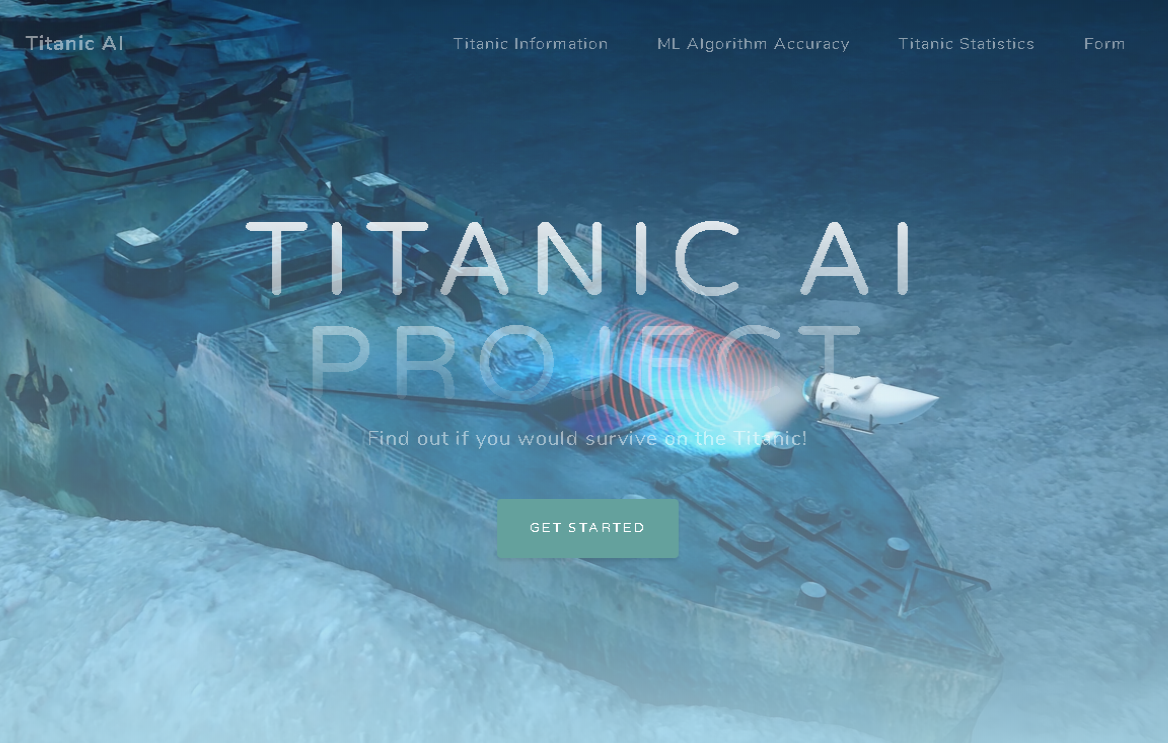 Titanic AI
Titanic Information
ML Algorithm Accuracy
Titanic Statistics
Form
TITANIC AI
PROJECT
Find out if you would survive on the Titanic!
GET STARTED